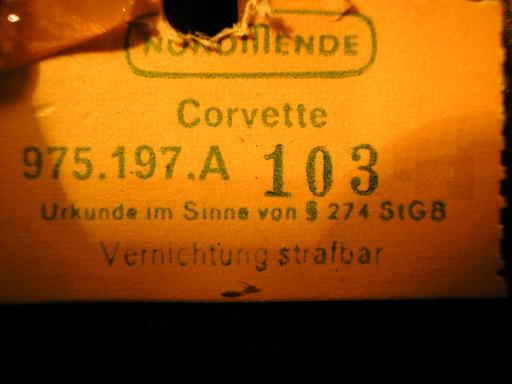 NORDMENDE
Corvette
975.197.A 103
Urkunde im Sinne von § 274 StGB
Vernichtung strafbar